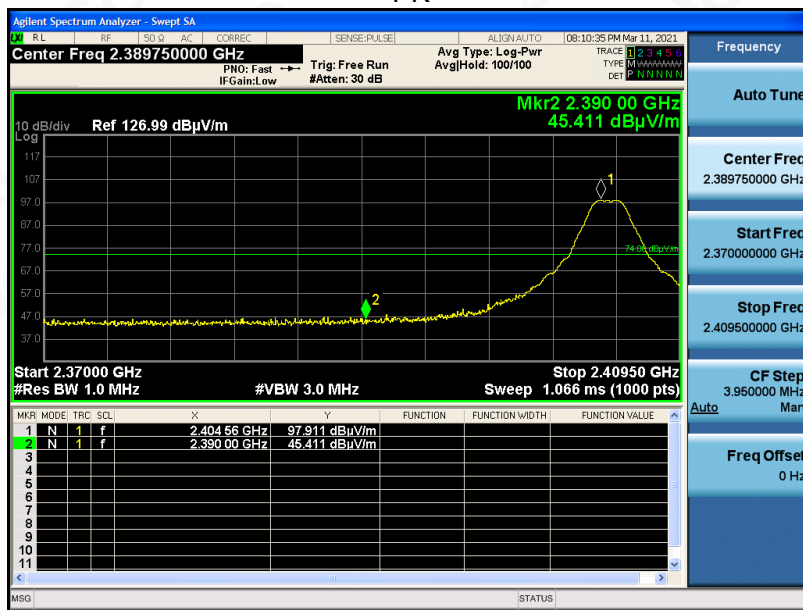 Agilent Spectrum Analyzer - Swept SA
LXI RL RF 50 Ω AC CORREC SENSE:PULSE ALIGN AUTO 08:10:35 PM Mar 11, 2021
Center Freq 2.389750000 GHz
PNO: Fast
IFGain:Low
Trig: Free Run
#Atten: 30 dB
Avg Type: Log-Pwr
Avg|Hold: 100/100
TRACE 1 2 3 4 5 6
TYPE M WWWWW
DET P N N N N N
Mkr2 2.390 00 GHz
45.411 dBµV/m
10 dB/div Ref 126.99 dBµV/m
Log
117
107
97.0
87.0
77.0
67.0
57.0
47.0
37.0
1
2
74.00 dBµV/m
Start 2.37000 GHz Stop 2.40950 GHz
#Res BW 1.0 MHz #VBW 3.0 MHz Sweep 1.066 ms (1000 pts)
MKR MODE TRC SCL X Y FUNCTION FUNCTION WIDTH FUNCTION VALUE
1 N 1 f 2.404 56 GHz 97.911 dBµV/m
2 N 1 f 2.390 00 GHz 45.411 dBµV/m
3
4
5
6
7
8
9
10
11
MSG STATUS
Frequency
Auto Tune
Center Freq
2.389750000 GHz
Start Freq
2.370000000 GHz
Stop Freq
2.409500000 GHz
CF Step
3.950000 MHz
Auto Man
Freq Offset
0 Hz